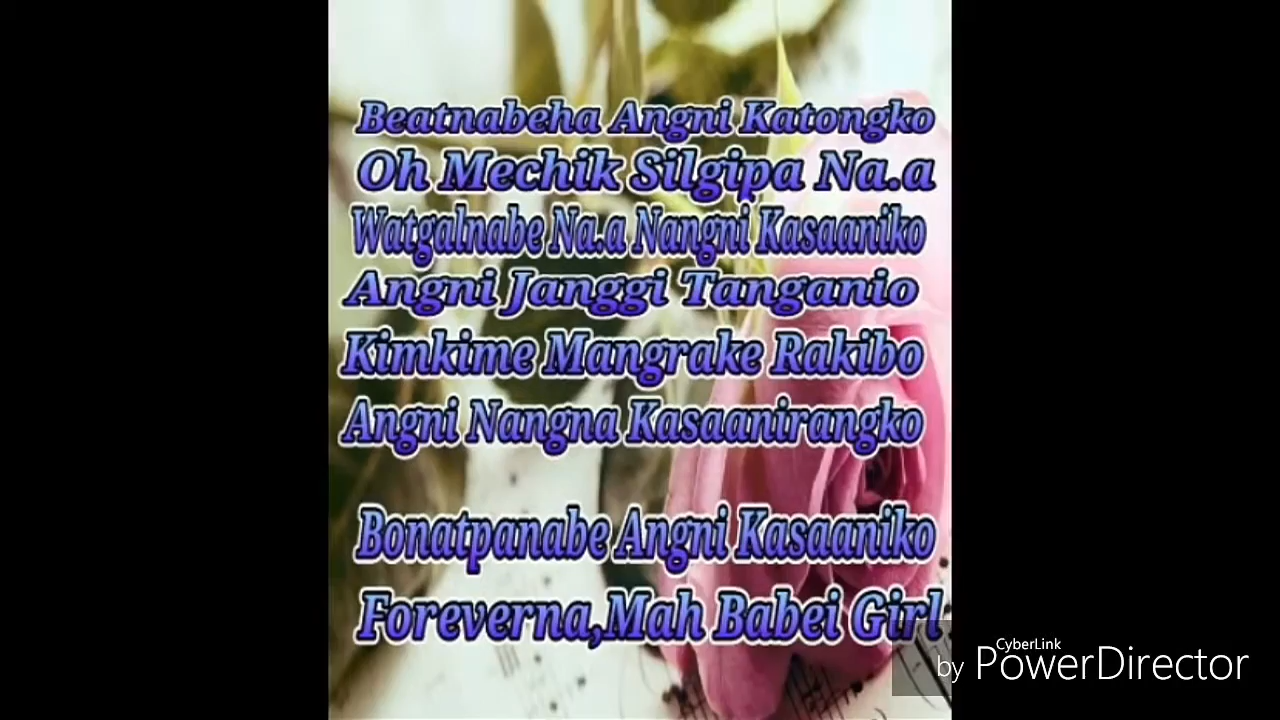 Beatnabeha Angni Katongko
Oh Mechik Silgipa Na.a
Watgalnabe Na.a Nangni Kasaaniko
Angni Janggi Tanganio
Kimkime Mangrake Rakibo
Angni Nangna Kasaanirangko
Bonatpanabe Angni Kasaaniko
Foreverna,Mah Babei Girl
CyberLink
by PowerDirector